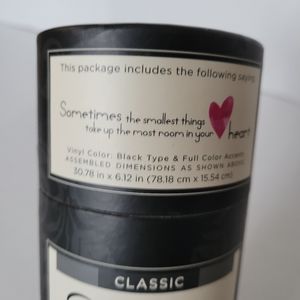 This package includes the following saying.
Sometimes the smallest things
take up the most room in your heart
Vinyl Color: Black Type & Full Color Accents
ASSEMBLED DIMENSIONS AS SHOWN ABOVE:
30.78 in x 6.12 in (78.18 cm x 15.54 cm)
CLASSIC